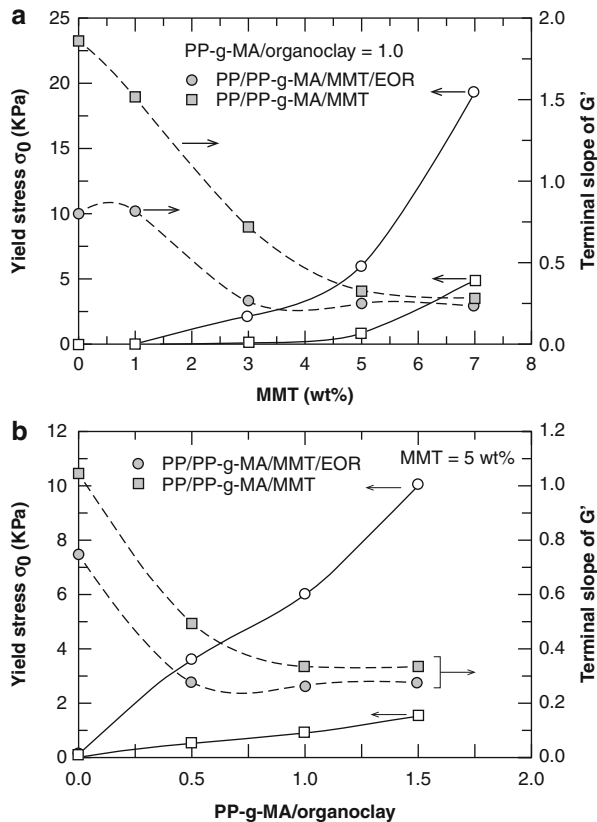 a
PP-g-MA/organoclay = 1.0
PP/PP-g-MA/MMT/EOR
PP/PP-g-MA/MMT
Yield stress σ0 (KPa)
25
20
15
10
5
0
Terminal slope of G'
2.0
1.5
1.0
0.5
0.0
0 1 2 3 4 5 6 7 8
MMT (wt%)
b
PP/PP-g-MA/MMT/EOR
PP/PP-g-MA/MMT
MMT = 5 wt%
Yield stress σ0 (KPa)
12
10
8
6
4
2
0
Terminal slope of G'
1.2
1.0
0.8
0.6
0.4
0.2
0.0
0.0 0.5 1.0 1.5 2.0
PP-g-MA/organoclay